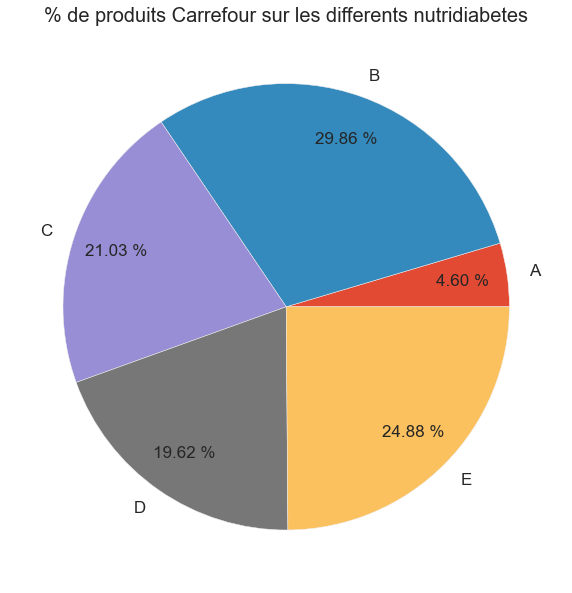 % de produits Carrefour sur les differents nutridiabetes
B
29.86 %
C
21.03 %
A
4.60 %
24.88 %
19.62 %
E
D